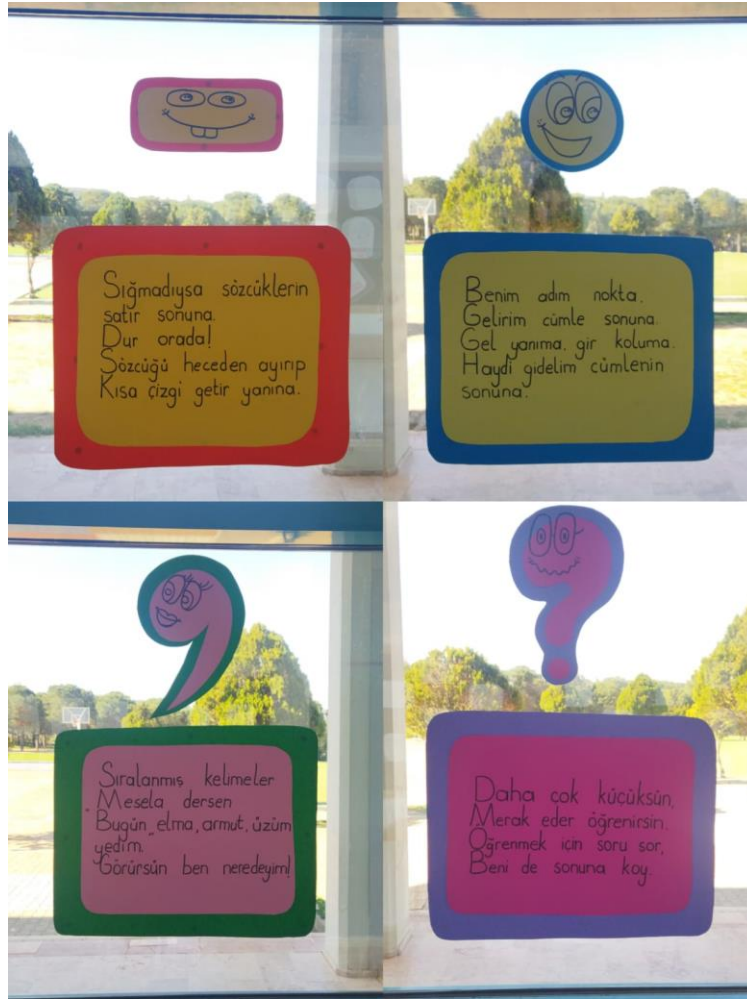 Sığmadıysa sözcüklerin
satır sonuna.
Dur orada!
Sözcüğü heceden ayırıp
Kısa çizgi getir yanına.
Benim adım nokta,
Gelirim cümle sonuna.
Gel yanıma, gir koluma.
Haydi gidelim cümlenin
sonuna.
Sıralanmış kelimeler
Mesela dersen
"Bugün elma, armut, üzüm
yedim.
Görürsün ben neredeyim!
Daha çok küçüksün,
Merak eder öğrenirsin.
Öğrenmek için soru sor,
Beni de sonuna koy.